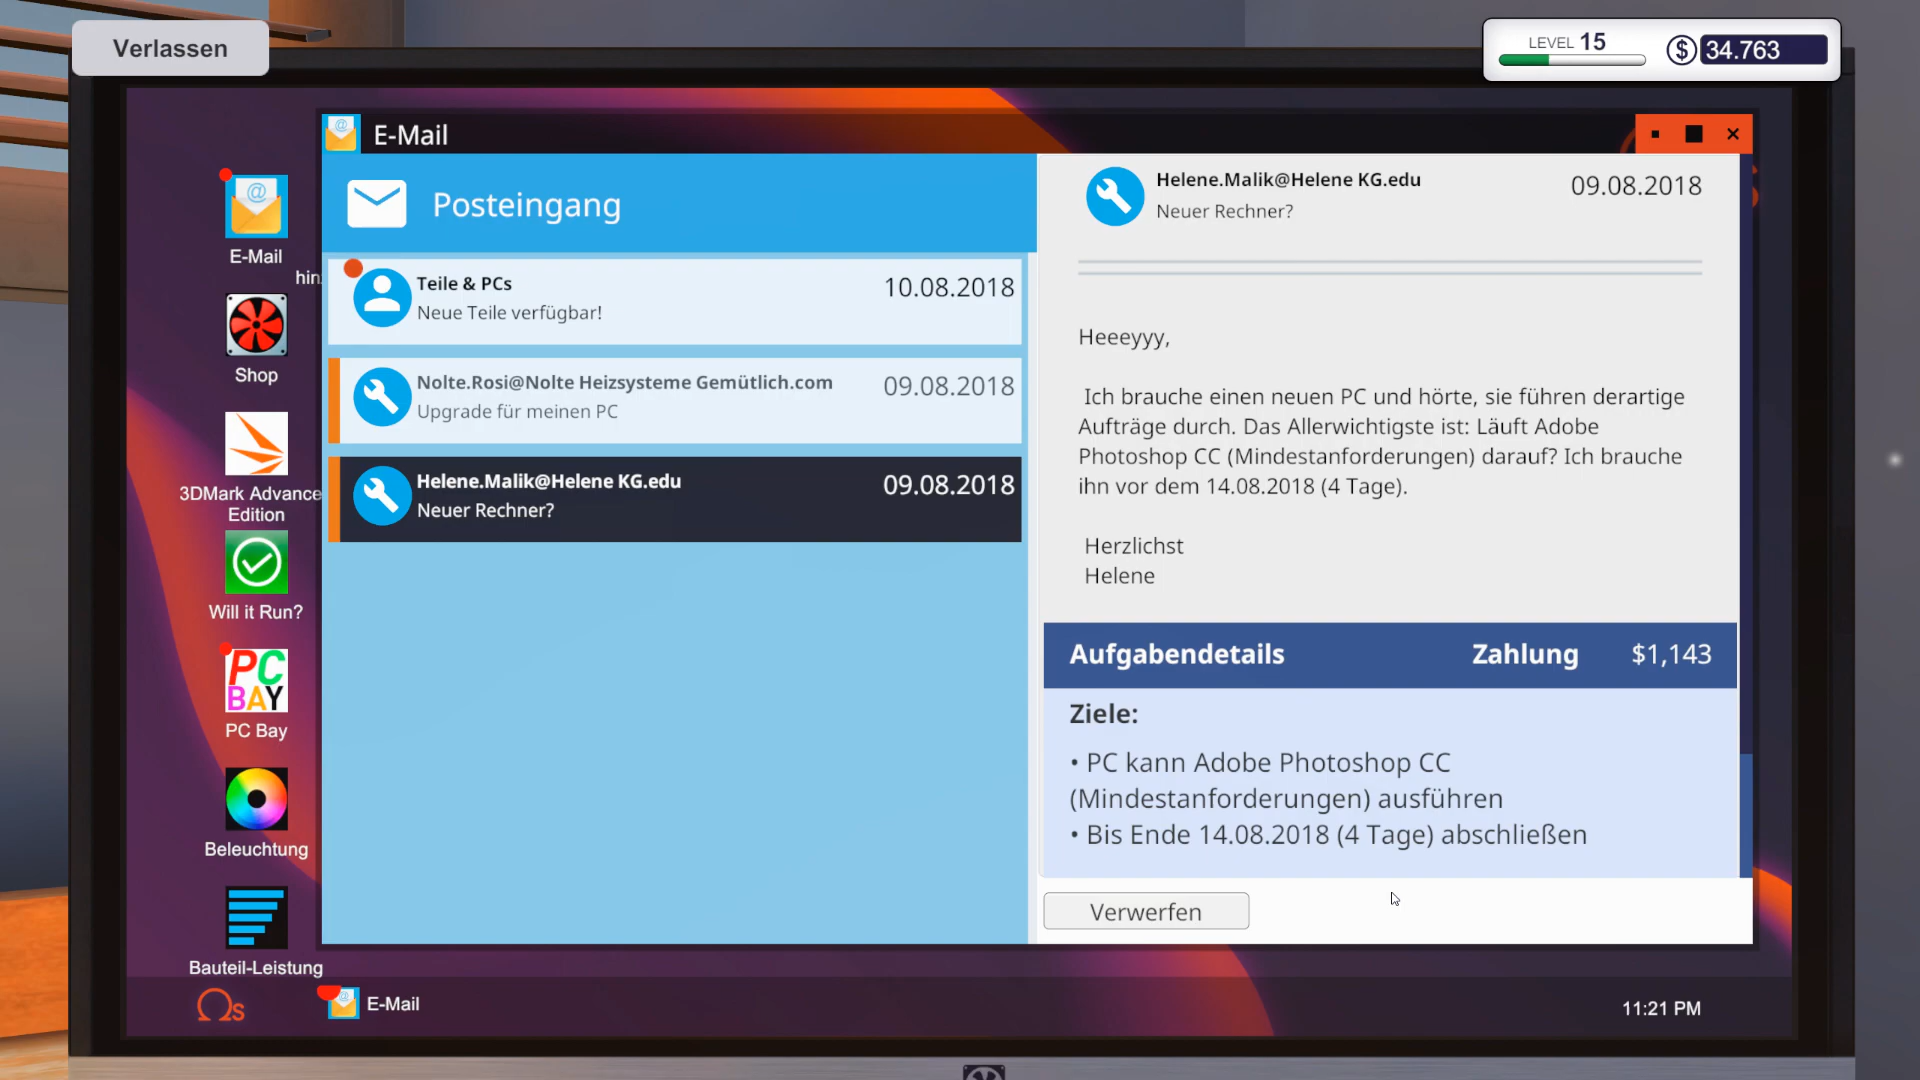 Verlassen
LEVEL 15
$ 34.763
E-Mail
Posteingang
Teile & PCs
10.08.2018
Neue Teile verfügbar!
Nolte.Rosi@Nolte Heizsysteme Gemütlich.com
09.08.2018
Upgrade für meinen PC
Helene.Malik@Helene KG.edu
09.08.2018
Neuer Rechner?
Helene.Malik@Helene KG.edu
09.08.2018
Neuer Rechner?
Heeeyyy,
Ich brauche einen neuen PC und hörte, sie führen derartige
Aufträge durch. Das Allerwichtigste ist: Läuft Adobe
Photoshop CC (Mindestanforderungen) darauf? Ich brauche
ihn vor dem 14.08.2018 (4 Tage).
Herzlichst
Helene
Aufgabendetails
Zahlung
$1,143
Ziele:
• PC kann Adobe Photoshop CC
(Mindestanforderungen) ausführen
• Bis Ende 14.08.2018 (4 Tage) abschließen
Verwerfen
E-Mail
hin
Shop
3DMark Advance
Edition
Will it Run?
PC
BAY
PC Bay
Beleuchtung
Bauteil-Leistung
Ωs
E-Mail
11:21 PM